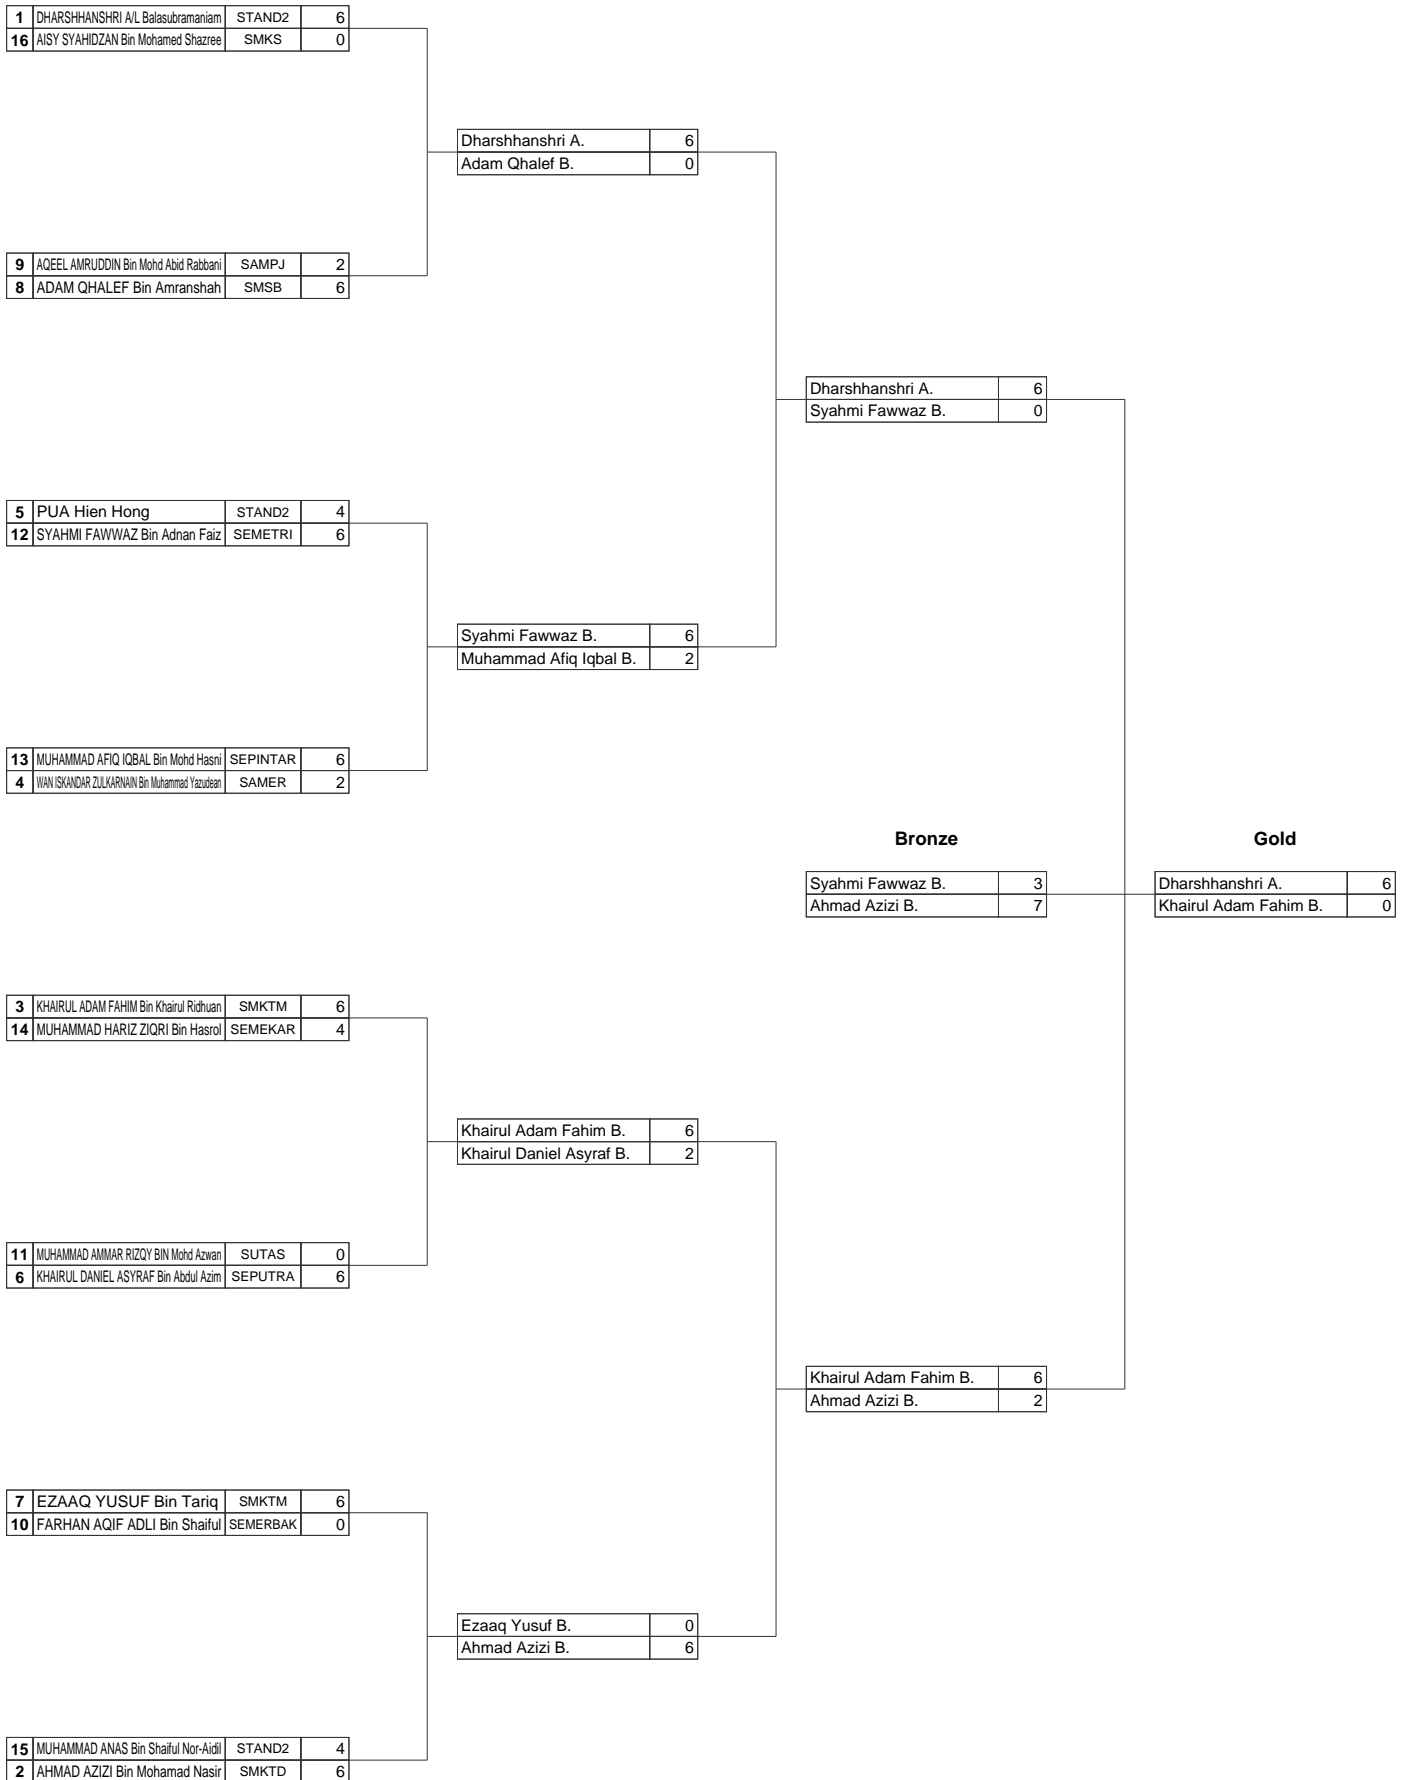 1 DHARSHHANSHRI A/L Balasubramaniam STAND2 6
16 AISY SYAHIDZAN Bin Mohamed Shazree SMKS 0
Dharshhanshri A. 6
Adam Qhalef B. 0
9 AQEEL AMRUDDIN Bin Mohd Abid Rabbani SAMPJ 2
8 ADAM QHALEF Bin Amranshah SMSB 6
Dharshhanshri A. 6
Syahmi Fawwaz B. 0
5 PUA Hien Hong STAND2 4
12 SYAHMI FAWWAZ Bin Adnan Faiz SEMETRI 6
Syahmi Fawwaz B. 6
Muhammad Afiq Iqbal B. 2
13 MUHAMMAD AFIQ IQBAL Bin Mohd Hasni SEPINTAR 6
4 WAN ISKANDAR ZULKARNAIN Bin Muhammad Yazudean SAMER 2
Bronze Gold
Syahmi Fawwaz B. 3 Dharshhanshri A. 6
Ahmad Azizi B. 7 Khairul Adam Fahim B. 0
3 KHAIRUL ADAM FAHIM Bin Khairul Ridhuan SMKTM 6
14 MUHAMMAD HARIZ ZIQRI Bin Hasrol SEMEKAR 4
Khairul Adam Fahim B. 6
Khairul Daniel Asyraf B. 2
11 MUHAMMAD AMMAR RIZQY BIN Mohd Azwan SUTAS 0
6 KHAIRUL DANIEL ASYRAF Bin Abdul Azim SEPUTRA 6
Khairul Adam Fahim B. 6
Ahmad Azizi B. 2
7 EZAAQ YUSUF Bin Tariq SMKTM 6
10 FARHAN AQIF ADLI Bin Shaiful SEMERBAK 0
Ezaaq Yusuf B. 0
Ahmad Azizi B. 6
15 MUHAMMAD ANAS Bin Shaiful Nor-Aidil STAND2 4
2 AHMAD AZIZI Bin Mohamad Nasir SMKTD 6